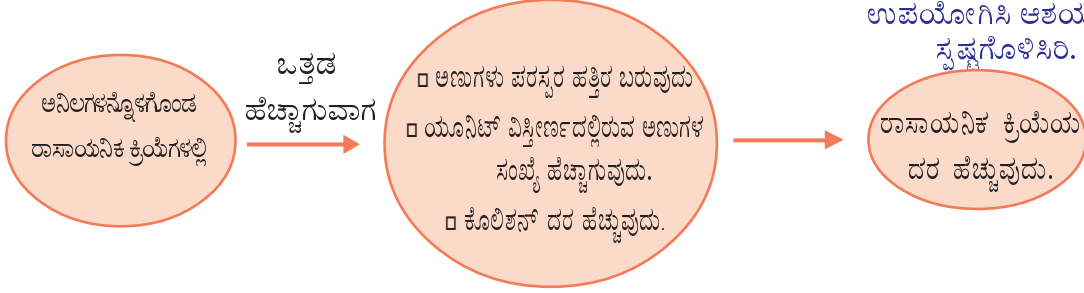 ಉಪಯೋಗಿಸಿ ಆಶಯ
ಸ್ಪಷ್ಟಗೊಳಿಸಿರಿ.
ಅನಿಲಗಳನ್ನೊಳಗೊಂಡ
ರಾಸಾಯನಿಕ ಕ್ರಿಯೆಗಳಲ್ಲಿ
ಒತ್ತಡ
ಹೆಚ್ಚಾಗುವಾಗ
□ ಅಣುಗಳು ಪರಸ್ಪರ ಹತ್ತಿರ ಬರುವುದು
□ ಯೂನಿಟ್ ವಿಸ್ತೀರ್ಣದಲ್ಲಿರುವ ಅಣುಗಳ
ಸಂಖ್ಯೆ ಹೆಚ್ಚಾಗುವುದು.
□ ಕೊಲಿಶನ್ ದರ ಹೆಚ್ಚುವುದು.
ರಾಸಾಯನಿಕ ಕ್ರಿಯೆಯ
ದರ ಹೆಚ್ಚುವುದು.